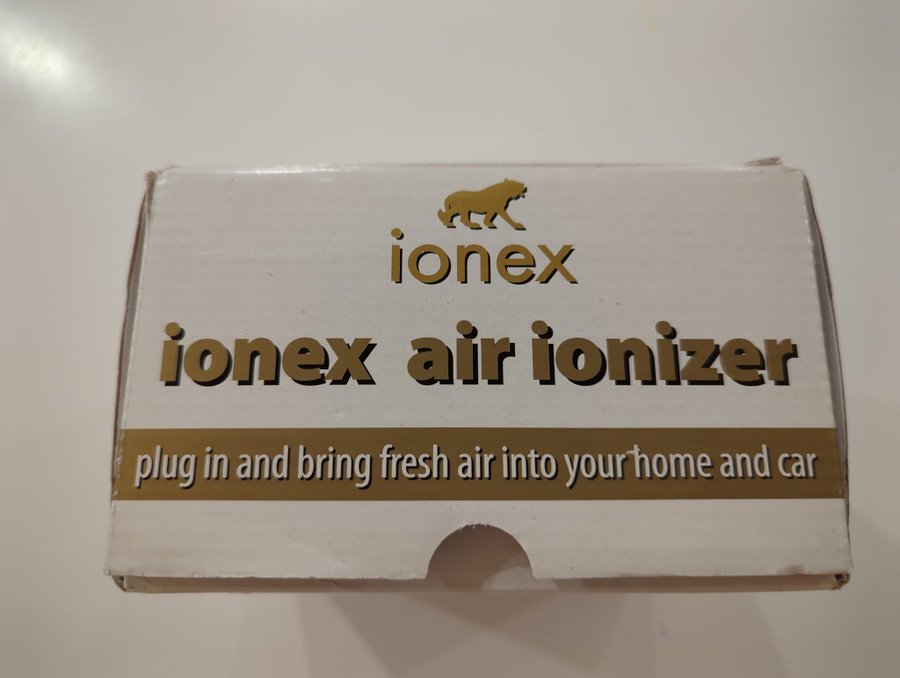 ionex
ionex air ionizer
plug in and bring fresh air into your home and car